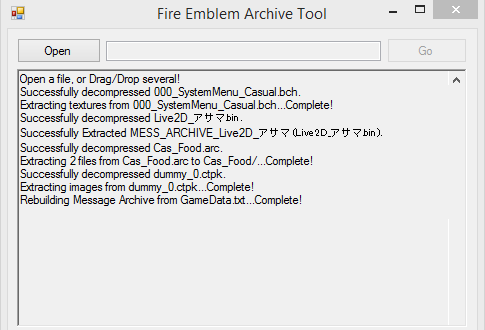 Fire Emblem Archive Tool
Open
Go
Open a file, or Drag/Drop several!
Successfully decompressed 000_SystemMenu_Casual.bch.
Extracting textures from 000_SystemMenu_Casual.bch...Complete!
Successfully decompressed Live2D_アサマ.bin.
Successfully Extracted MESS_ARCHIVE_Live2D_アサマ (Live2D_アサマ.bin).
Successfully decompressed Cas_Food.arc.
Extracting 2 files from Cas_Food.arc to Cas_Food/...Complete!
Successfully decompressed dummy_0.ctpk.
Extracting images from dummy_0.ctpk...Complete!
Rebuilding Message Archive from GameData.txt...Complete!